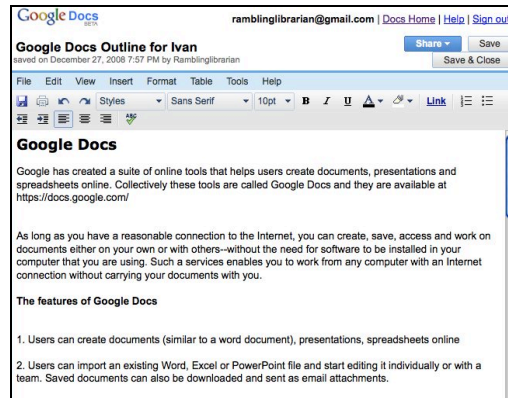 Google Docs
BETA
ramblinglibrarian@gmail.com | Docs Home | Help | Sign out
Google Docs Outline for Ivan
Share
Save
saved on December 27, 2008 7:57 PM by Ramblinglibrarian
Save & Close
File Edit View Insert Format Table Tools Help
Styles Sans Serif 10pt B I U A Link
ABC
Google Docs
Google has created a suite of online tools that helps users create documents, presentations and
spreadsheets online. Collectively these tools are called Google Docs and they are available at
https://docs.google.com/
As long as you have a reasonable connection to the Internet, you can create, save, access and work on
documents either on your own or with others--without the need for software to be installed in your
computer that you are using. Such a services enables you to work from any computer with an Internet
connection without carrying your documents with you.
The features of Google Docs
1. Users can create documents (similar to a word document), presentations, spreadsheets online
2. Users can import an existing Word, Excel or PowerPoint file and start editing it individually or with a
team. Saved documents can also be downloaded and sent as email attachments.